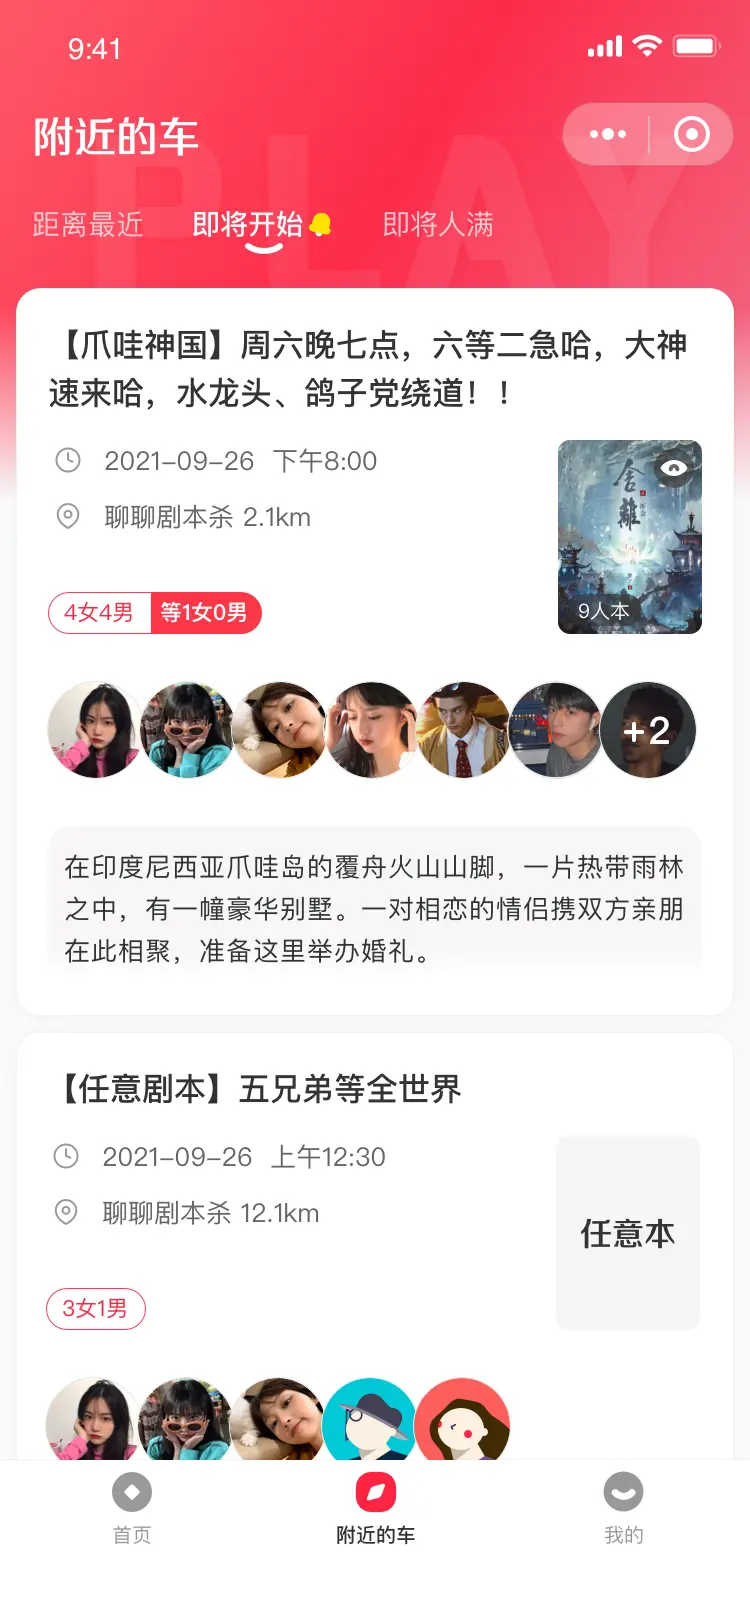 9:41
附近的车
PLAY
距离最近 即将开始 即将人满
【爪哇神国】周六晚七点，六等二急哈，大神
速来哈，水龙头、鸽子党绕道！！
2021-09-26 下午8:00
聊聊剧本杀 2.1km
舍離
9人本
4女4男 等1女0男
+2
在印度尼西亚爪哇岛的覆舟火山山脚，一片热带雨林
之中，有一幢豪华别墅。一对相恋的情侣携双方亲朋
在此相聚，准备这里举办婚礼。
【任意剧本】五兄弟等全世界
2021-09-26 上午12:30
聊聊剧本杀 12.1km
任意本
3女1男
首页 附近的车 我的